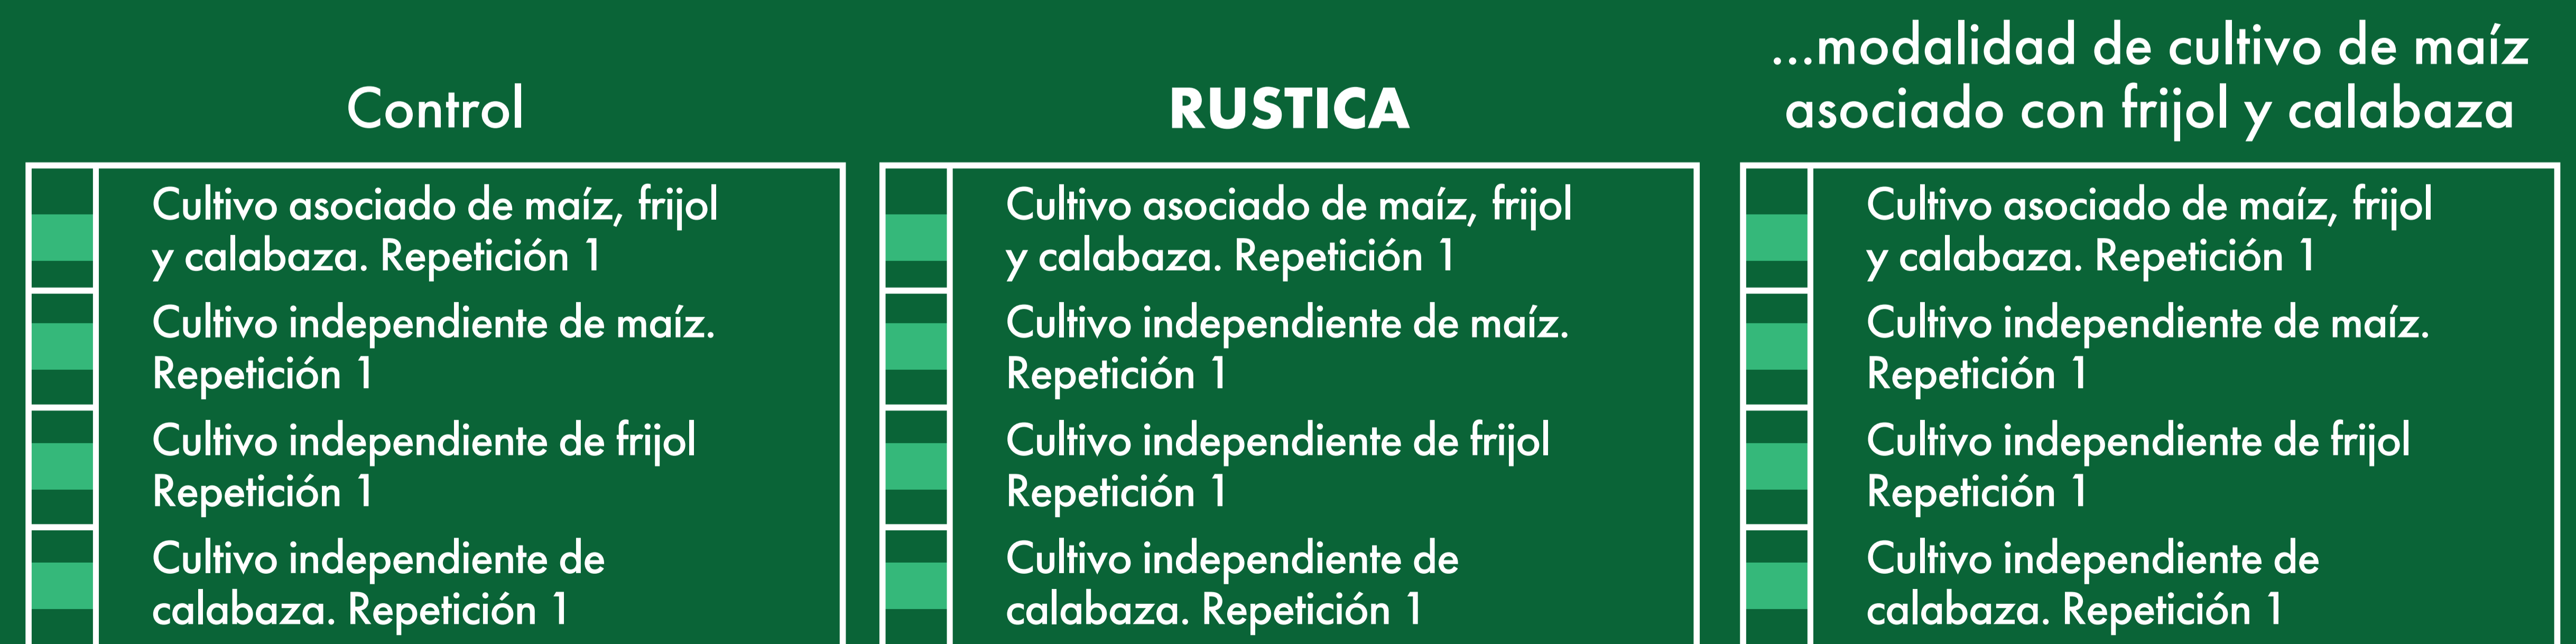 Control
Cultivo asociado de maíz, frijol
y calabaza. Repetición 1
Cultivo independiente de maíz.
Repetición 1
Cultivo independiente de frijol
Repetición 1
Cultivo independiente de
calabaza. Repetición 1
RUSTICA
Cultivo asociado de maíz, frijol
y calabaza. Repetición 1
Cultivo independiente de maíz.
Repetición 1
Cultivo independiente de frijol
Repetición 1
Cultivo independiente de
calabaza. Repetición 1
...modalidad de cultivo de maíz
asociado con frijol y calabaza
Cultivo asociado de maíz, frijol
y calabaza. Repetición 1
Cultivo independiente de maíz.
Repetición 1
Cultivo independiente de frijol
Repetición 1
Cultivo independiente de
calabaza. Repetición 1